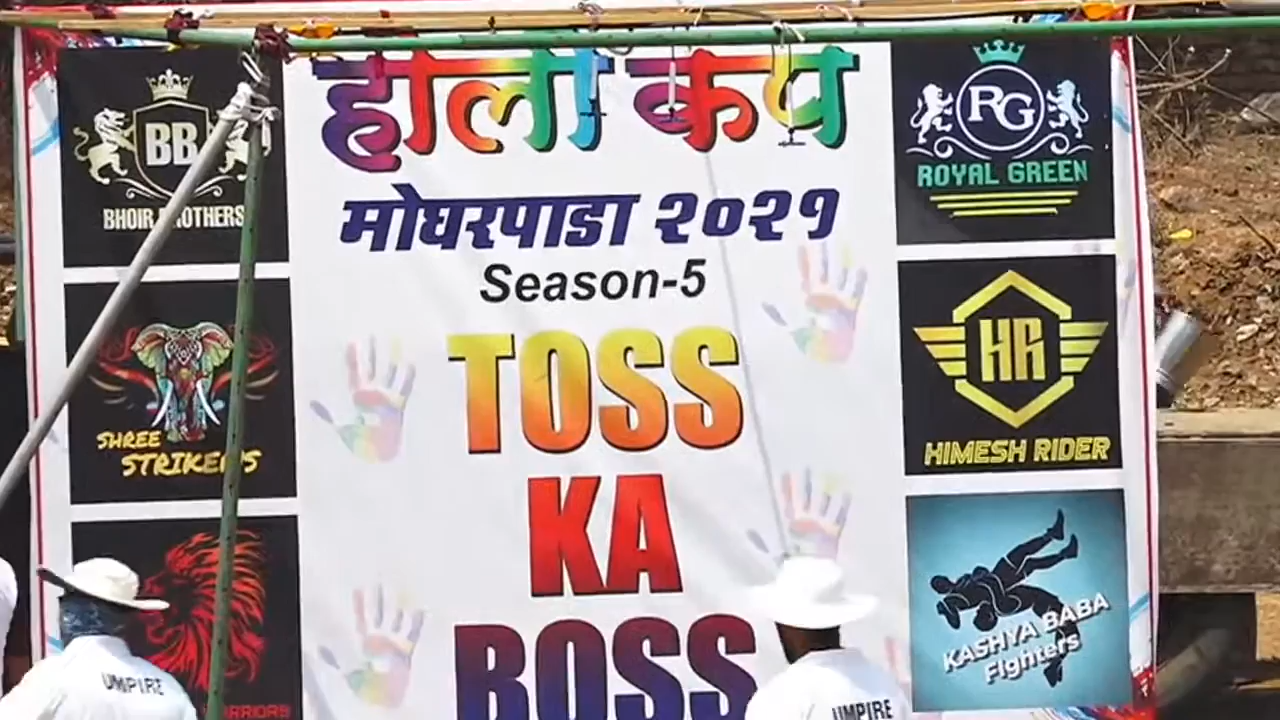 होली कप
मोघरपाडा २०२१
Season-5
TOSS
KA
BOSS
BB
BHOIR BROTHERS
SHREE
STRIKERS
RG
ROYAL GREEN
HR
HIMESH RIDER
KASHYA BABA
Fighters
UMPIRE
UMPIRE